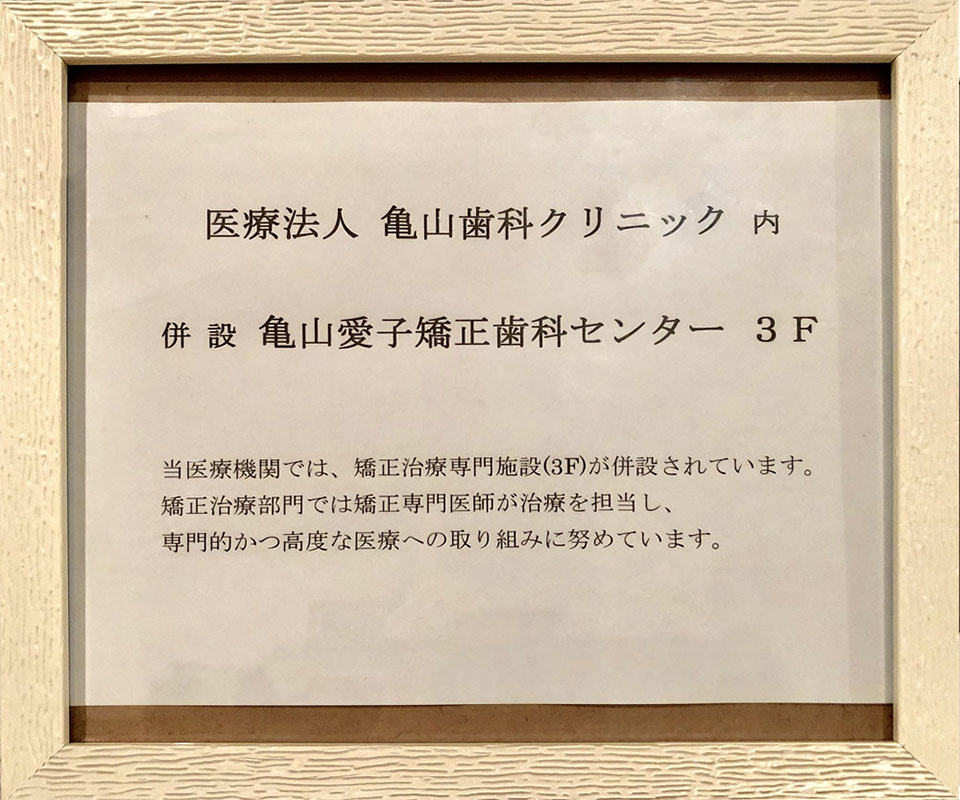 医療法人 亀山歯科クリニック 内
併 設 亀山愛子矯正歯科センター ３Ｆ
当医療機関では、矯正治療専門施設(3F)が併設されています。
矯正治療部門では矯正専門医師が治療を担当し、
専門的かつ高度な医療への取り組みに努めています。